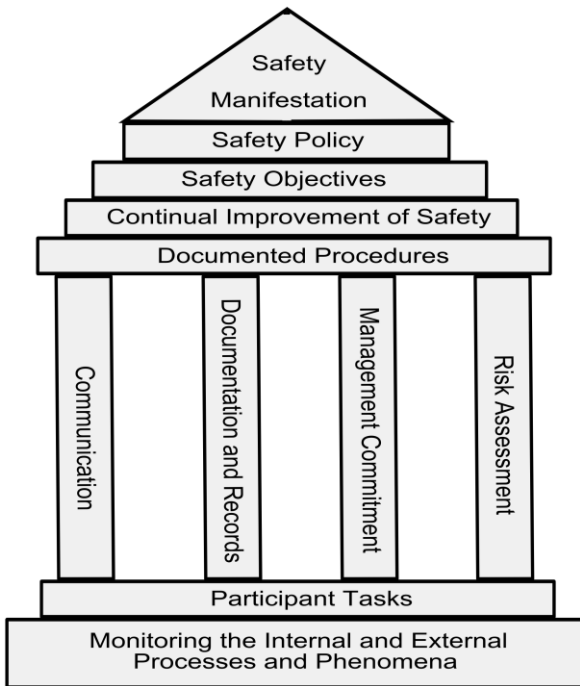 Safety
Manifestation
Safety Policy
Safety Objectives
Continual Improvement of Safety
Documented Procedures
Communication
Documentation and Records
Management Commitment
Risk Assessment
Participant Tasks
Monitoring the Internal and External
Processes and Phenomena